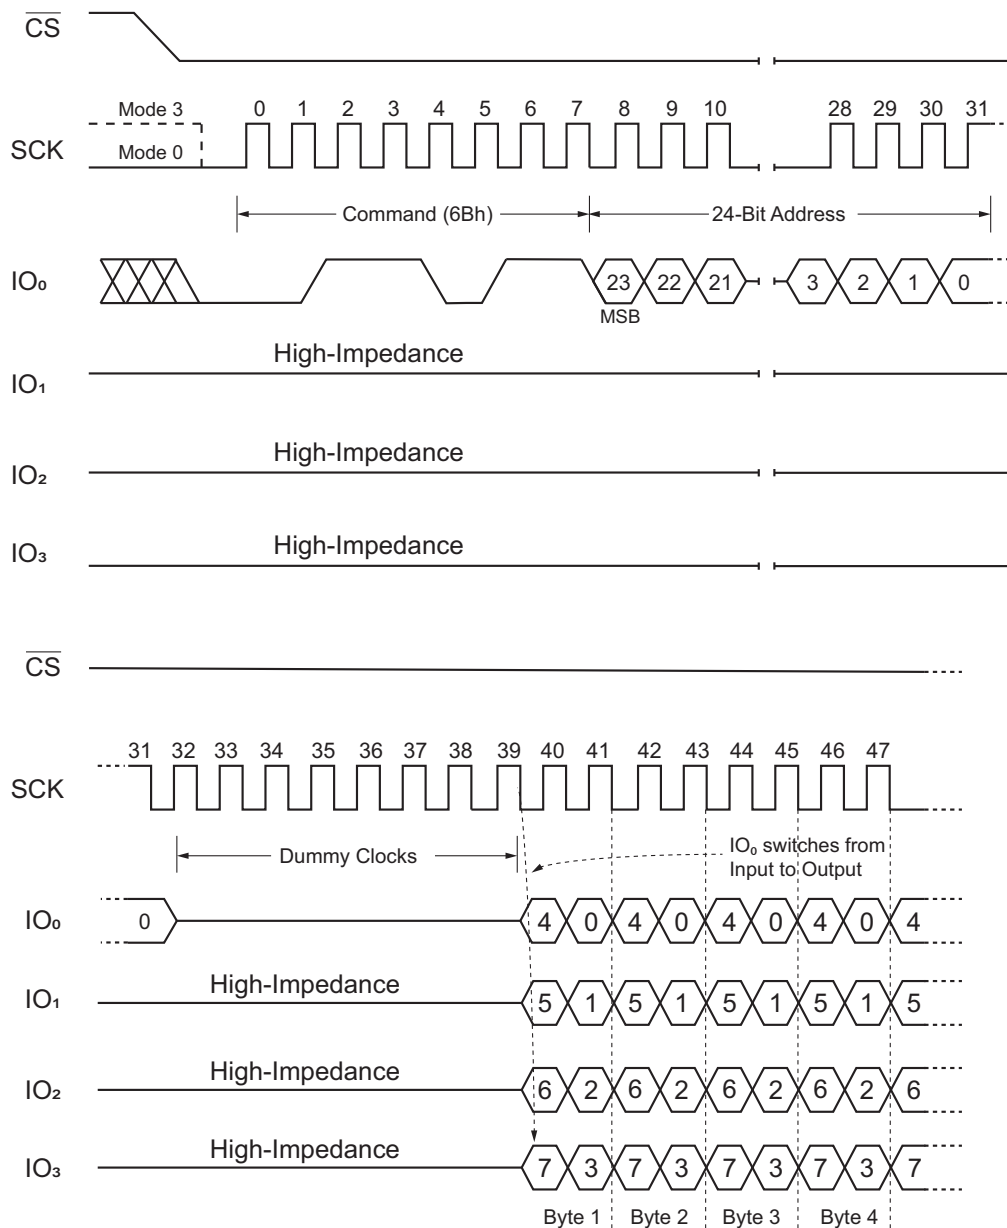 CS
Mode 3
0 1 2 3 4 5 6 7 8 9 10 28 29 30 31
SCK
Mode 0
Command (6Bh)
24-Bit Address
IO₀
23 22 21 3 2 1 0
MSB
High-Impedance
IO₁
High-Impedance
IO₂
High-Impedance
IO₃
CS
31 32 33 34 35 36 37 38 39 40 41 42 43 44 45 46 47
SCK
Dummy Clocks
IO₀ switches from
Input to Output
IO₀
0 4 0 4 0 4 0 4 0 4
High-Impedance
IO₁
5 1 5 1 5 1 5 1 5
High-Impedance
IO₂
6 2 6 2 6 2 6 2 6
High-Impedance
IO₃
7 3 7 3 7 3 7 3 7
Byte 1 Byte 2 Byte 3 Byte 4